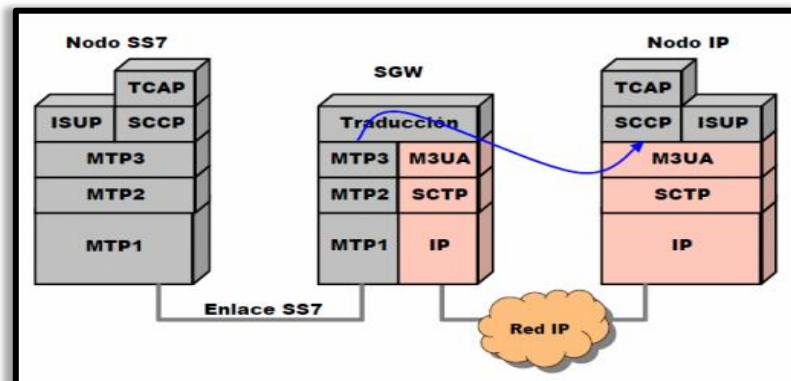 Nodo SS7
TCAP
ISUP SCCP
MTP3
MTP2
MTP1
Enlace SS7
SGW
Traducción
MTP3 M3UA
MTP2 SCTP
MTP1 IP
Red IP
Nodo IP
TCAP
SCCP ISUP
M3UA
SCTP
IP